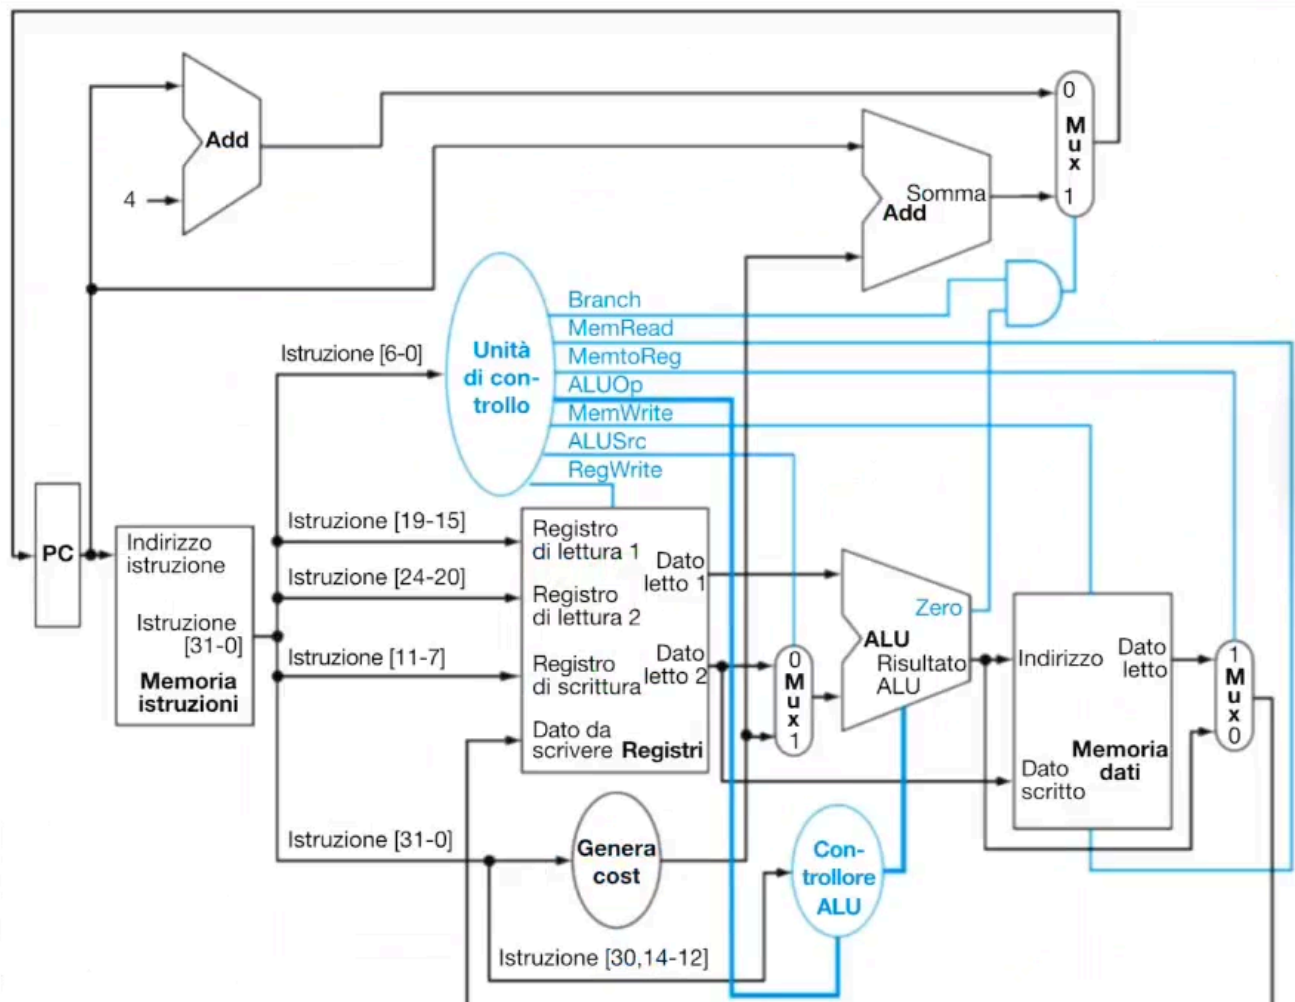 0
M
u
x
1
Add
4
Somma
Add
Branch
MemRead
MemtoReg
ALUOp
MemWrite
ALUSrc
RegWrite
Istruzione [6-0]
Unità
di con-
trollo
PC
Indirizzo
istruzione
Istruzione
[31-0]
Memoria
istruzioni
Istruzione [19-15]
Istruzione [24-20]
Istruzione [11-7]
Registro
di lettura 1
Registro
di lettura 2
Registro
di scrittura
Dato da
scrivere
Registri
Dato
letto 1
Dato
letto 2
0
M
u
x
1
Zero
ALU
Risultato
ALU
Indirizzo
Dato
letto
Dato
scritto
Memoria
dati
1
M
u
x
0
Istruzione [31-0]
Genera
cost
Con-
trollore
ALU
Istruzione [30,14-12]